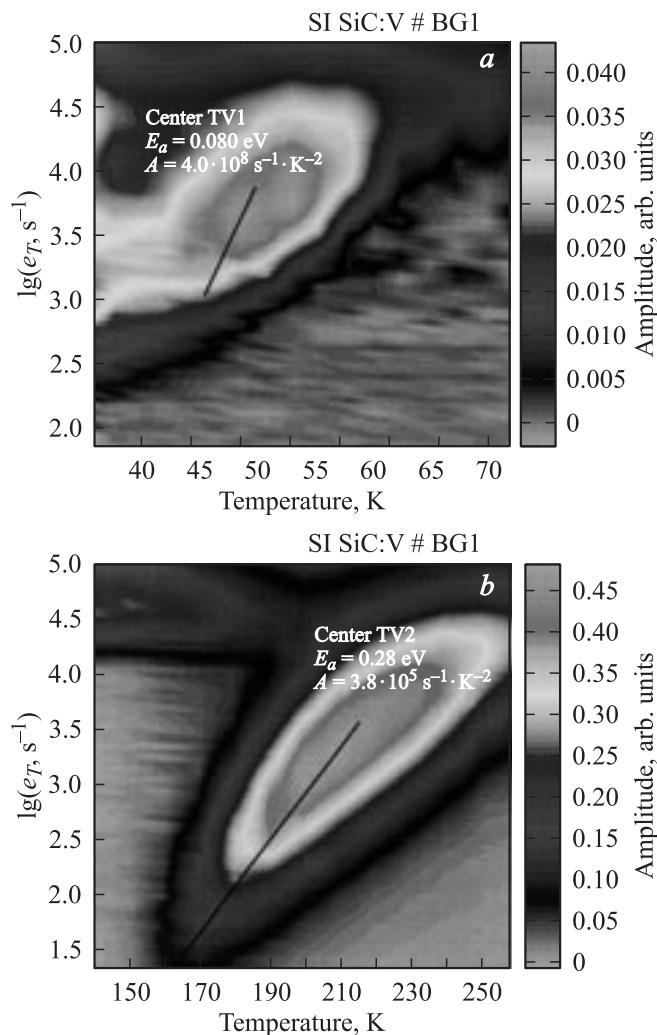 SI SiC:V # BG1
a
5.0
4.5
4.0
3.5
3.0
2.5
2.0
lg(e_T, s⁻¹)
Center TV1
E_a = 0.080 eV
A = 4.0 · 10⁸ s⁻¹ · K⁻²
40 45 50 55 60 65 70
Temperature, K
0.040
0.035
0.030
0.025
0.020
0.015
0.010
0.005
0
Amplitude, arb. units
SI SiC:V # BG1
b
5.0
4.5
4.0
3.5
3.0
2.5
2.0
1.5
lg(e_T, s⁻¹)
Center TV2
E_a = 0.28 eV
A = 3.8 · 10⁵ s⁻¹ · K⁻²
150 170 190 210 230 250
Temperature, K
0.45
0.40
0.35
0.30
0.25
0.20
0.15
0.10
0.05
0
Amplitude, arb. units